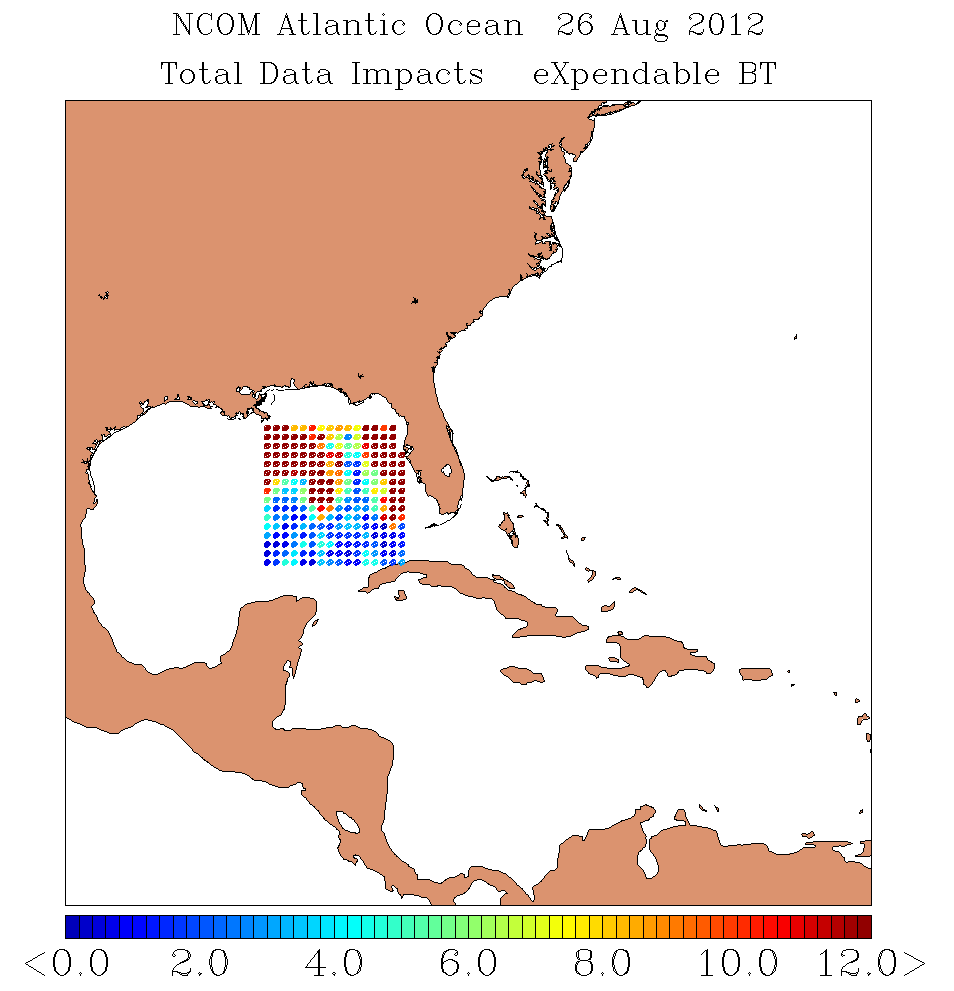 NCOM Atlantic Ocean 26 Aug 2012
Total Data Impacts eXpendable BT
<0.0 2.0 4.0 6.0 8.0 10.0 12.0>